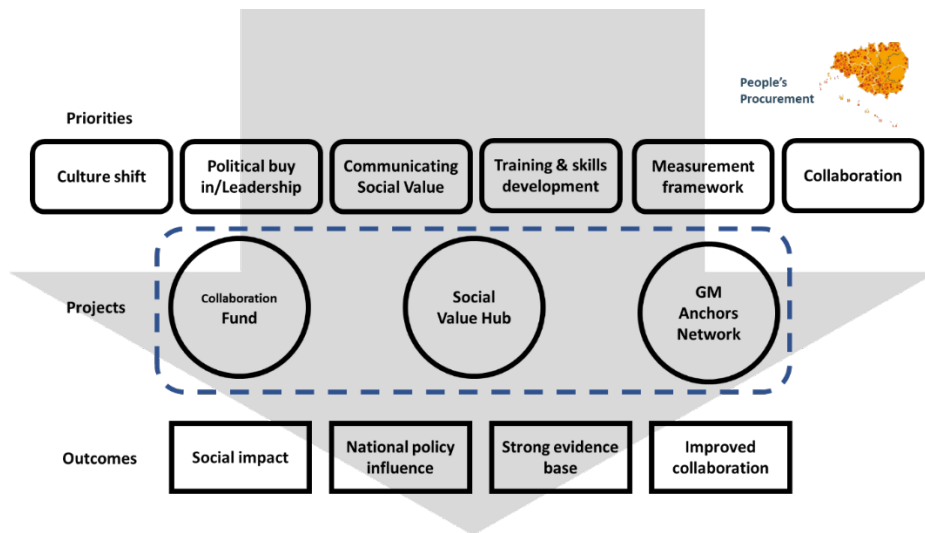 People's
Procurement
Priorities
Culture shift
Political buy
in/Leadership
Communicating
Social Value
Training & skills
development
Measurement
framework
Collaboration
Projects
Collaboration
Fund
Social
Value Hub
GM
Anchors
Network
Outcomes
Social impact
National policy
influence
Strong evidence
base
Improved
collaboration